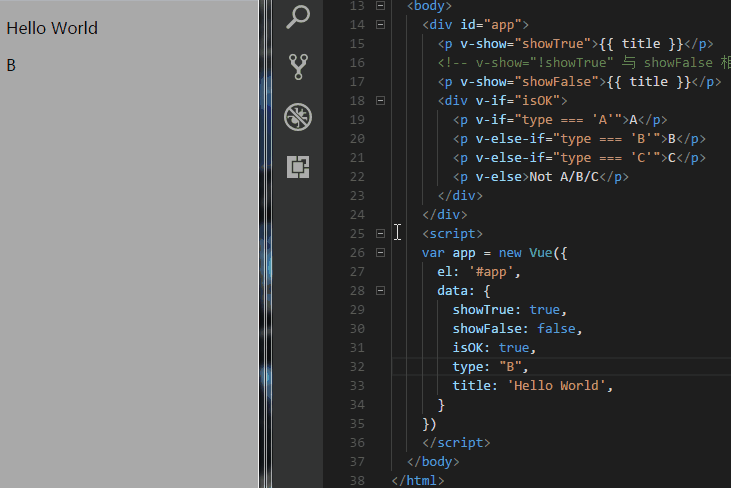 Hello World
B
13 <body>
14 <div id="app">
15 <p v-show="showTrue">{{ title }}</p>
16 <!-- v-show="!showTrue" 与 showFalse 相
17 <p v-show="showFalse">{{ title }}</p>
18 <div v-if="isOK">
19 <p v-if="type === 'A'">A</p>
20 <p v-else-if="type === 'B'">B</p>
21 <p v-else-if="type === 'C'">C</p>
22 <p v-else>Not A/B/C</p>
23 </div>
24 </div>
25 <script>
26 var app = new Vue({
27 el: '#app',
28 data: {
29 showTrue: true,
30 showFalse: false,
31 isOK: true,
32 type: "B",
33 title: 'Hello World',
34 }
35 })
36 </script>
37 </body>
38 </html>